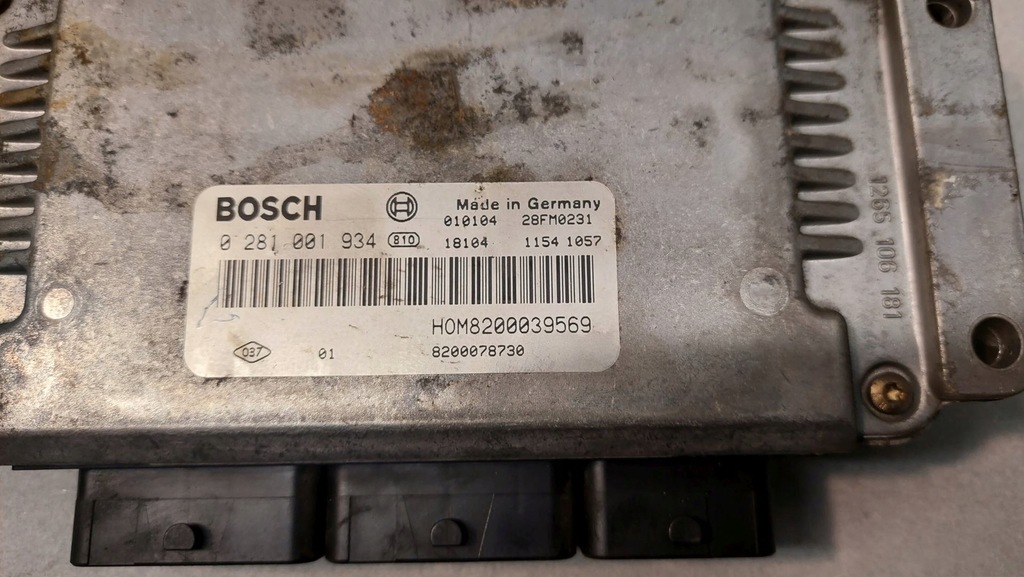 BOSCH Made in Germany
010104 28FM0231
0 281 001 934 810 18104 1154 1057
HOM8200039569
037 01 8200078730
1265 106 181